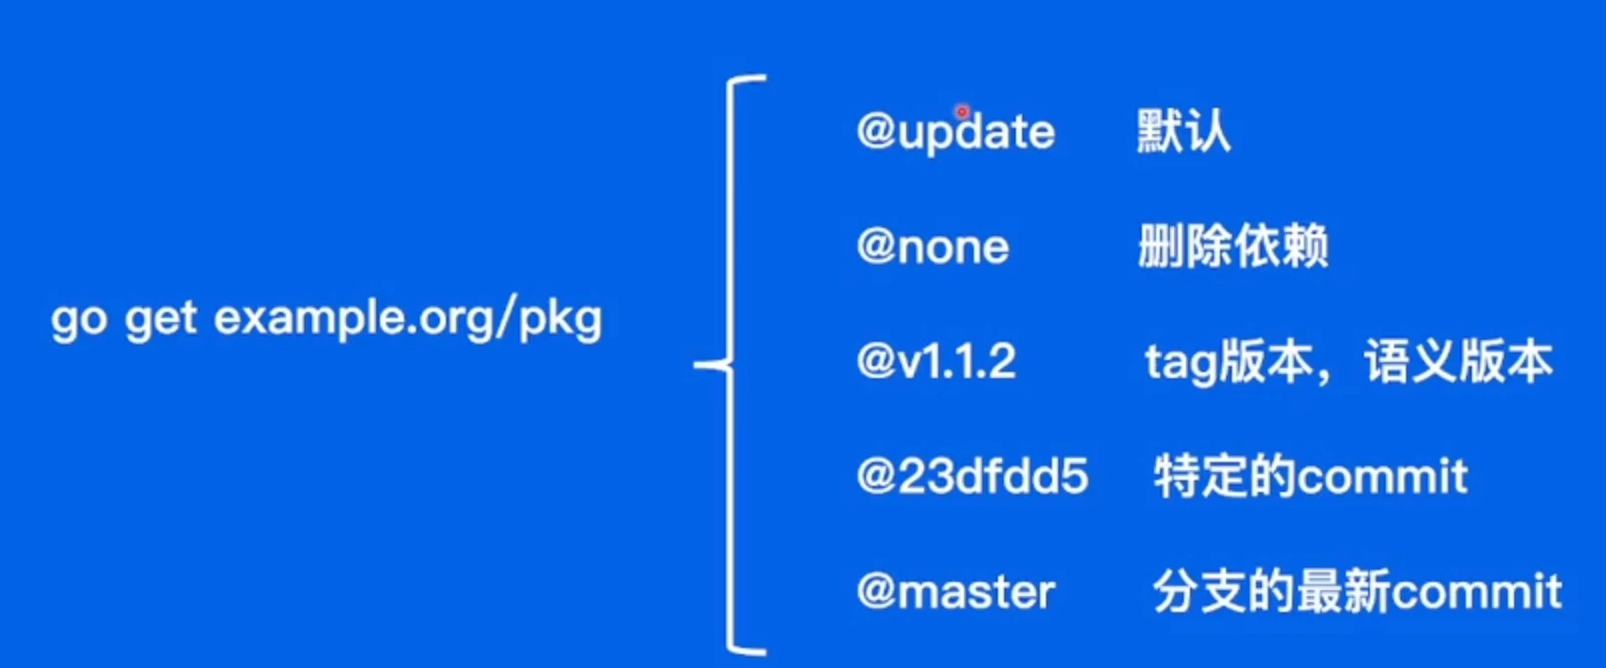 go get example.org/pkg
@update 默认
@none 删除依赖
@v1.1.2 tag版本，语义版本
@23dfdd5 特定的commit
@master 分支的最新commit